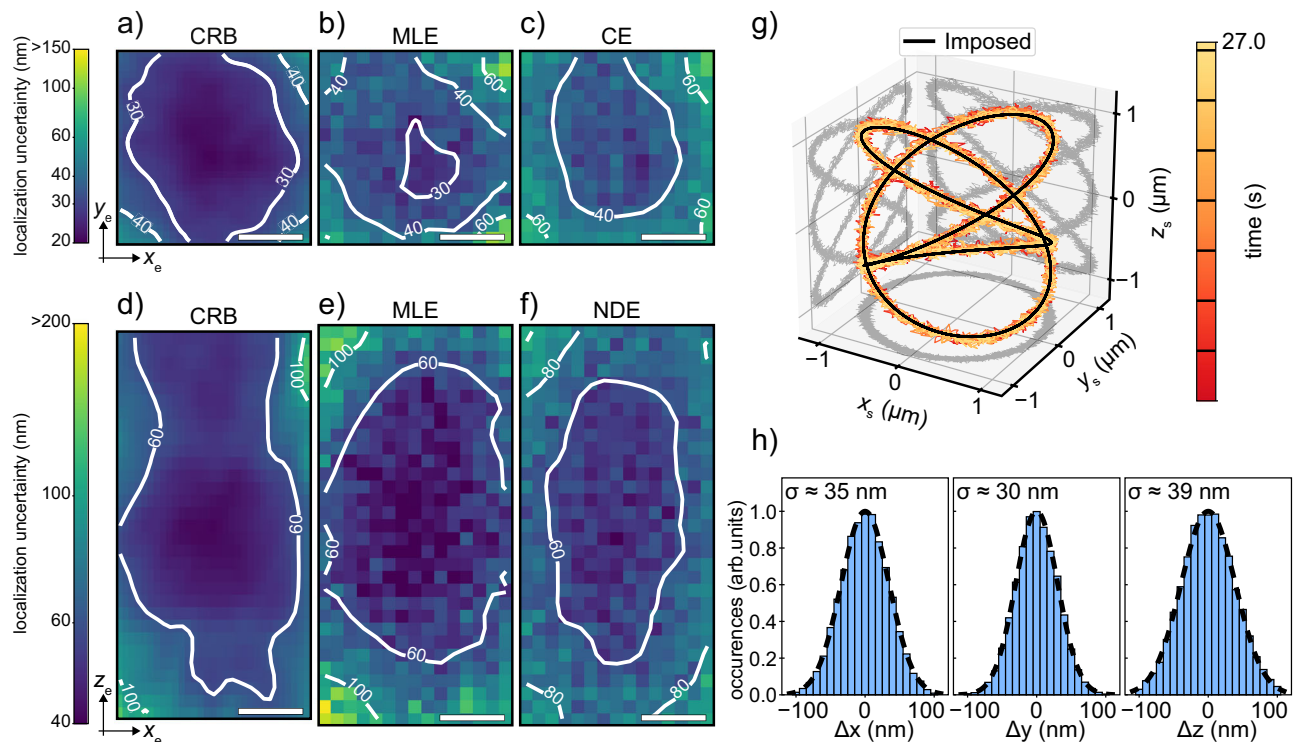 a)
CRB
b)
MLE
c)
CE
localization uncertainty (nm)
>150
100
60
40
30
20
30
40
30
40
40
40
60
40
30
40
60
60
40
60
yₑ
xₑ
d)
CRB
e)
MLE
f)
NDE
localization uncertainty (nm)
>200
100
60
40
100
60
60
100
100
60
60
60
100
80
60
80
zₑ
xₑ
g)
Imposed
1
0
−1
zₛ (µm)
−1
0
1
xₛ (µm)
−1
0
1
yₛ (µm)
27.0
time (s)
h)
occurences (arb.units)
1.0
0.8
0.6
0.4
0.2
0.0
σ ≈ 35 nm
σ ≈ 30 nm
σ ≈ 39 nm
−100 0 100
−100 0 100
−100 0 100
Δx (nm)
Δy (nm)
Δz (nm)